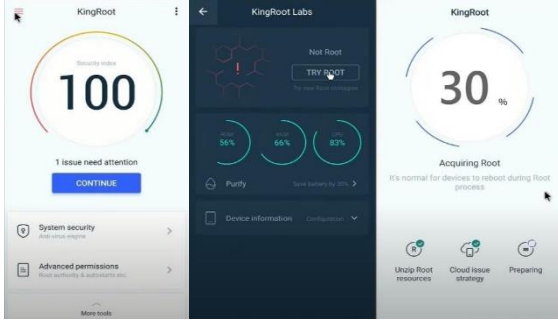 KingRoot
Security index
100
1 issue need attention
CONTINUE
System security
Anti-virus engine
Advanced permissions
Root authority & autostarts etc.
More tools
KingRoot Labs
Not Root
TRY ROOT
Try new Root strategies
56%
66%
83%
Purify
Save battery by 30%
Device information
Configuration
KingRoot
30 %
Acquiring Root
It's normal for devices to reboot during Root
process
Unzip Root
resources
Cloud issue
strategy
Preparing